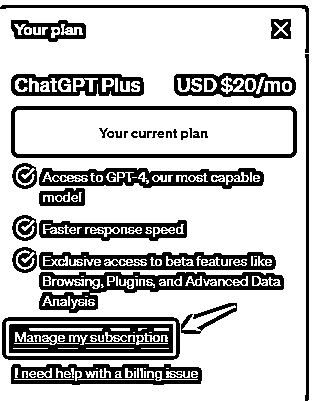 Your plan
ChatGPT Plus USD $20/mo
Your current plan
Access to GPT-4, our most capable
model
Faster response speed
Exclusive access to beta features like
Browsing, Plugins, and Advanced Data
Analysis
Manage my subscription
I need help with a billing issue